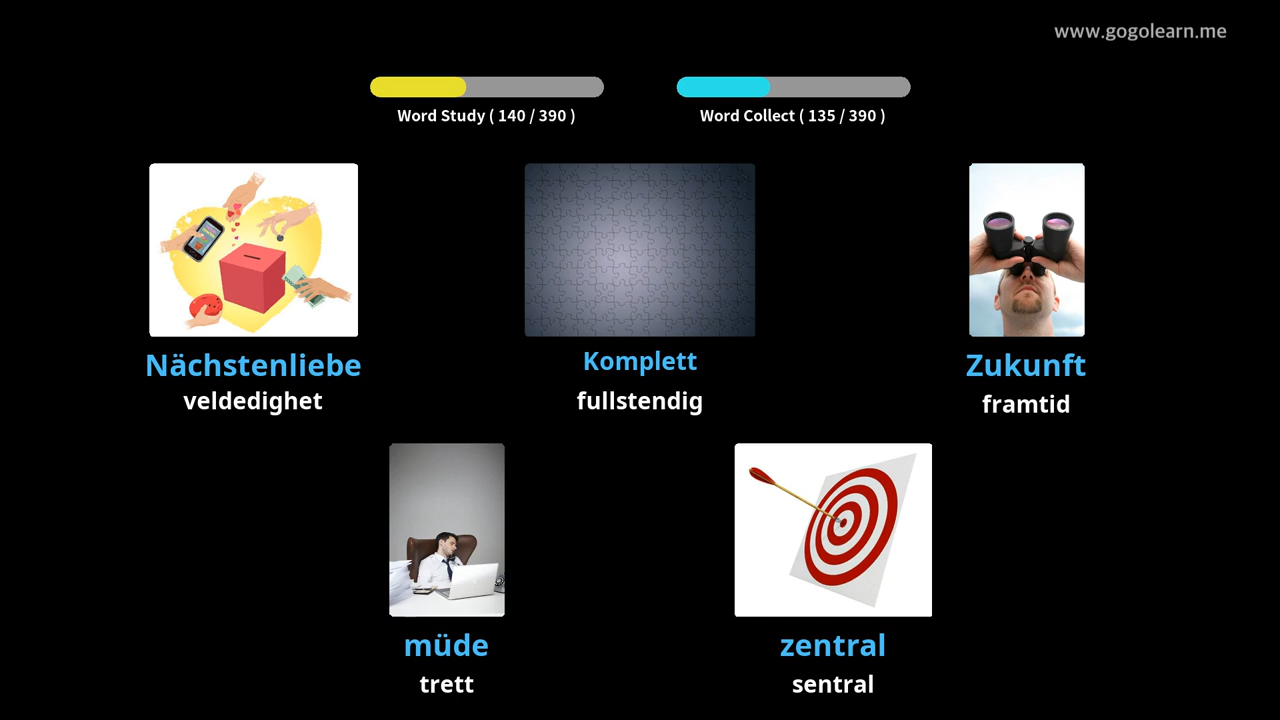 www.gogolearn.me
Word Study ( 140 / 390 )
Word Collect ( 135 / 390 )
Nächstenliebe
veldedighet
Komplett
fullstendig
Zukunft
framtid
müde
trett
zentral
sentral